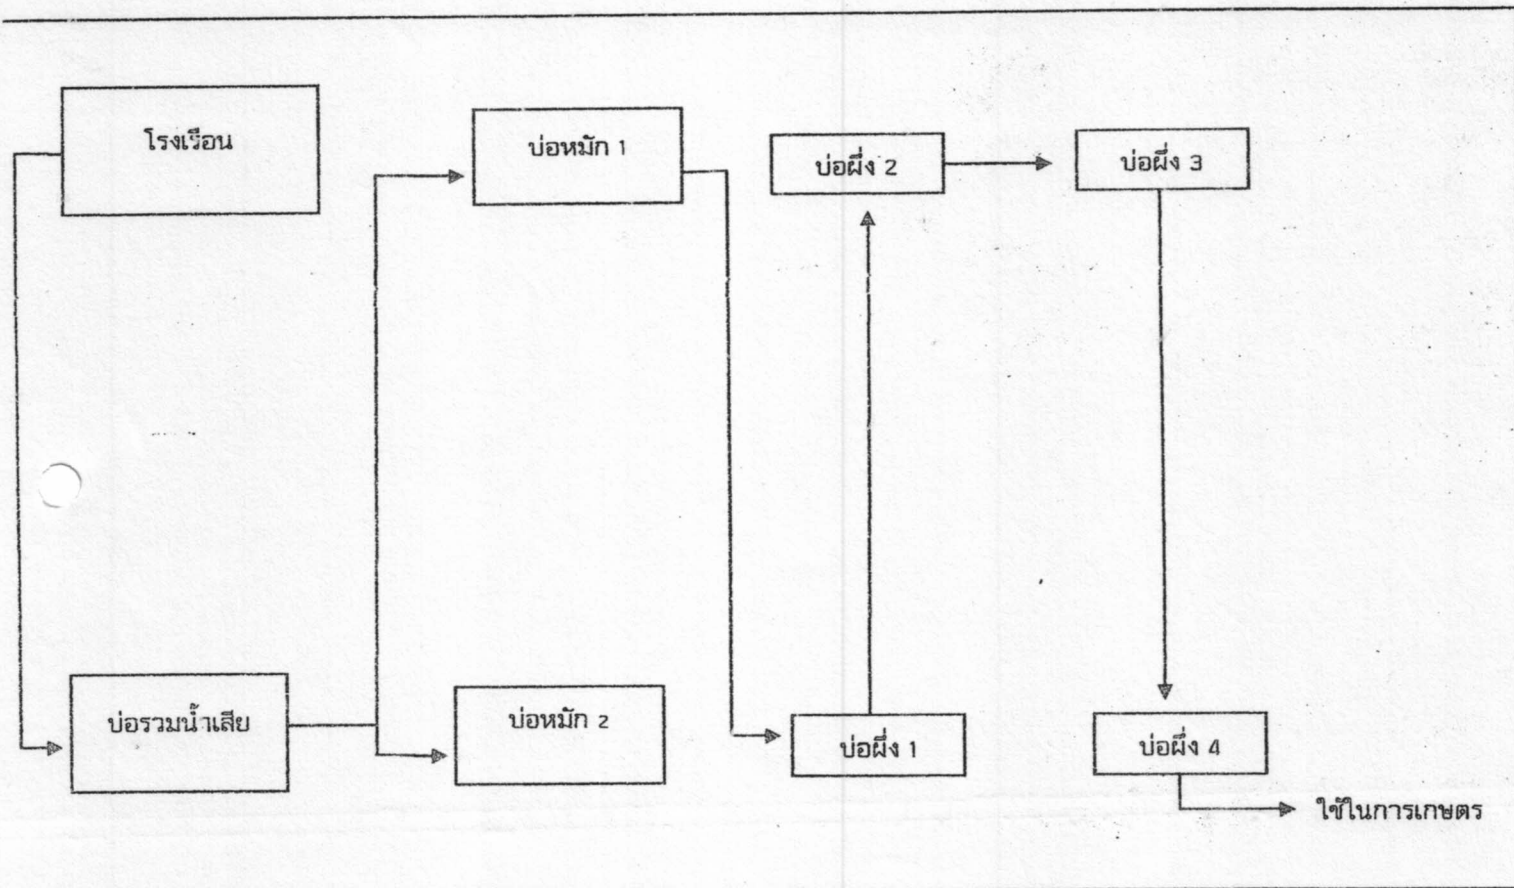 โรงเรือน
บ่อหมัก 1
บ่อผึ่ง 2
บ่อผึ่ง 3
บ่อรวมน้ำเสีย
บ่อหมัก 2
บ่อผึ่ง 1
บ่อผึ่ง 4
ใช้ในการเกษตร